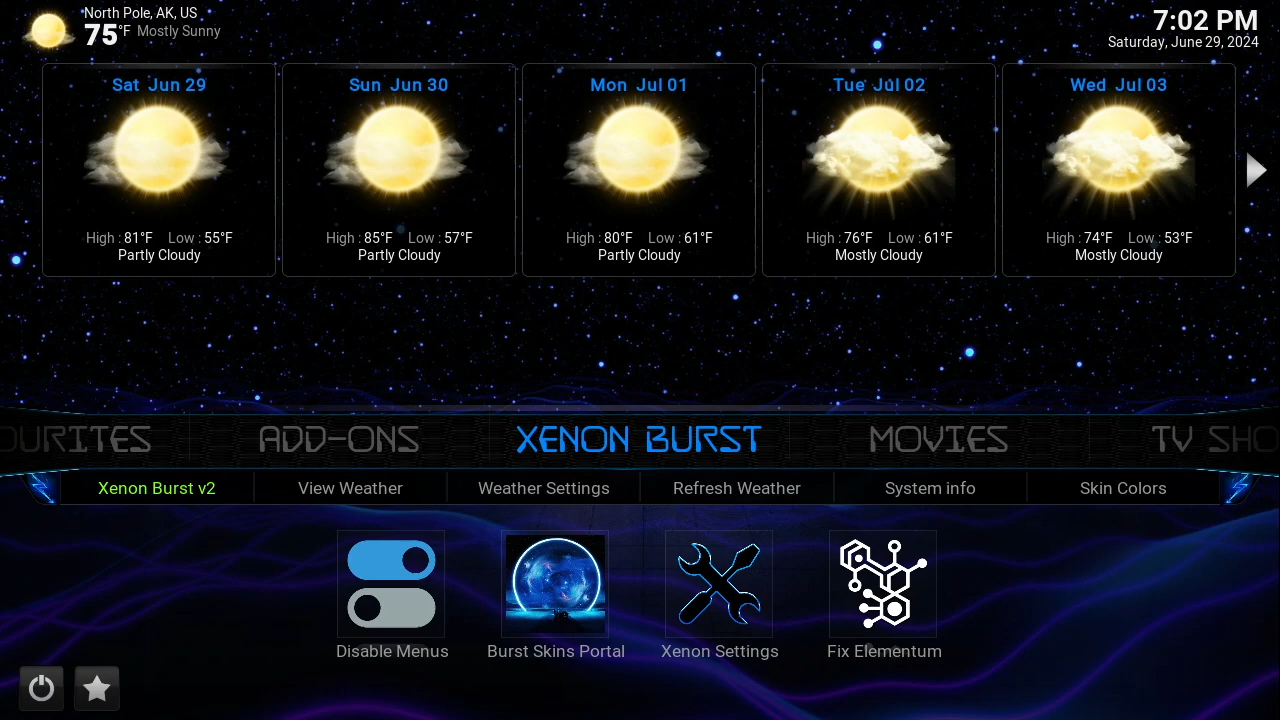 North Pole, AK, US
75°F Mostly Sunny
7:02 PM
Saturday, June 29, 2024
Sat Jun 29
High : 81°F Low : 55°F
Partly Cloudy
Sun Jun 30
High : 85°F Low : 57°F
Partly Cloudy
Mon Jul 01
High : 80°F Low : 61°F
Partly Cloudy
Tue Jul 02
High : 76°F Low : 61°F
Mostly Cloudy
Wed Jul 03
High : 74°F Low : 53°F
Mostly Cloudy
OURITES ADD-ONS XENON BURST MOVIES TV SHO
Xenon Burst v2 View Weather Weather Settings Refresh Weather System info Skin Colors
Disable Menus Burst Skins Portal Xenon Settings Fix Elementum